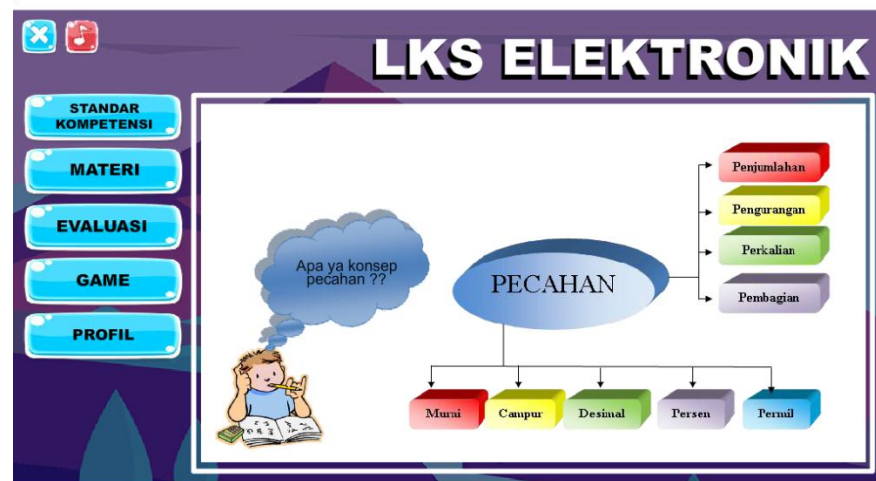 LKS ELEKTRONIK
STANDAR
KOMPETENSI
MATERI
EVALUASI
GAME
PROFIL
Apa ya konsep
pecahan ??
PECAHAN
Penjumlahan
Pengurangan
Perkalian
Pembagian
Murni
Campur
Desimal
Persen
Permil